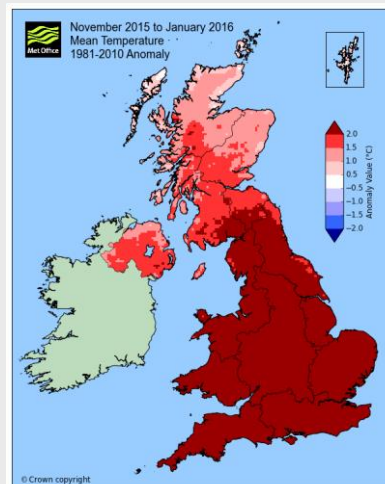 Met Office
November 2015 to January 2016
Mean Temperature
1981-2010 Anomaly
2.0
1.5
1.0
0.5
−0.5
−1.0
−1.5
−2.0
Anomaly Value (°C)
© Crown copyright